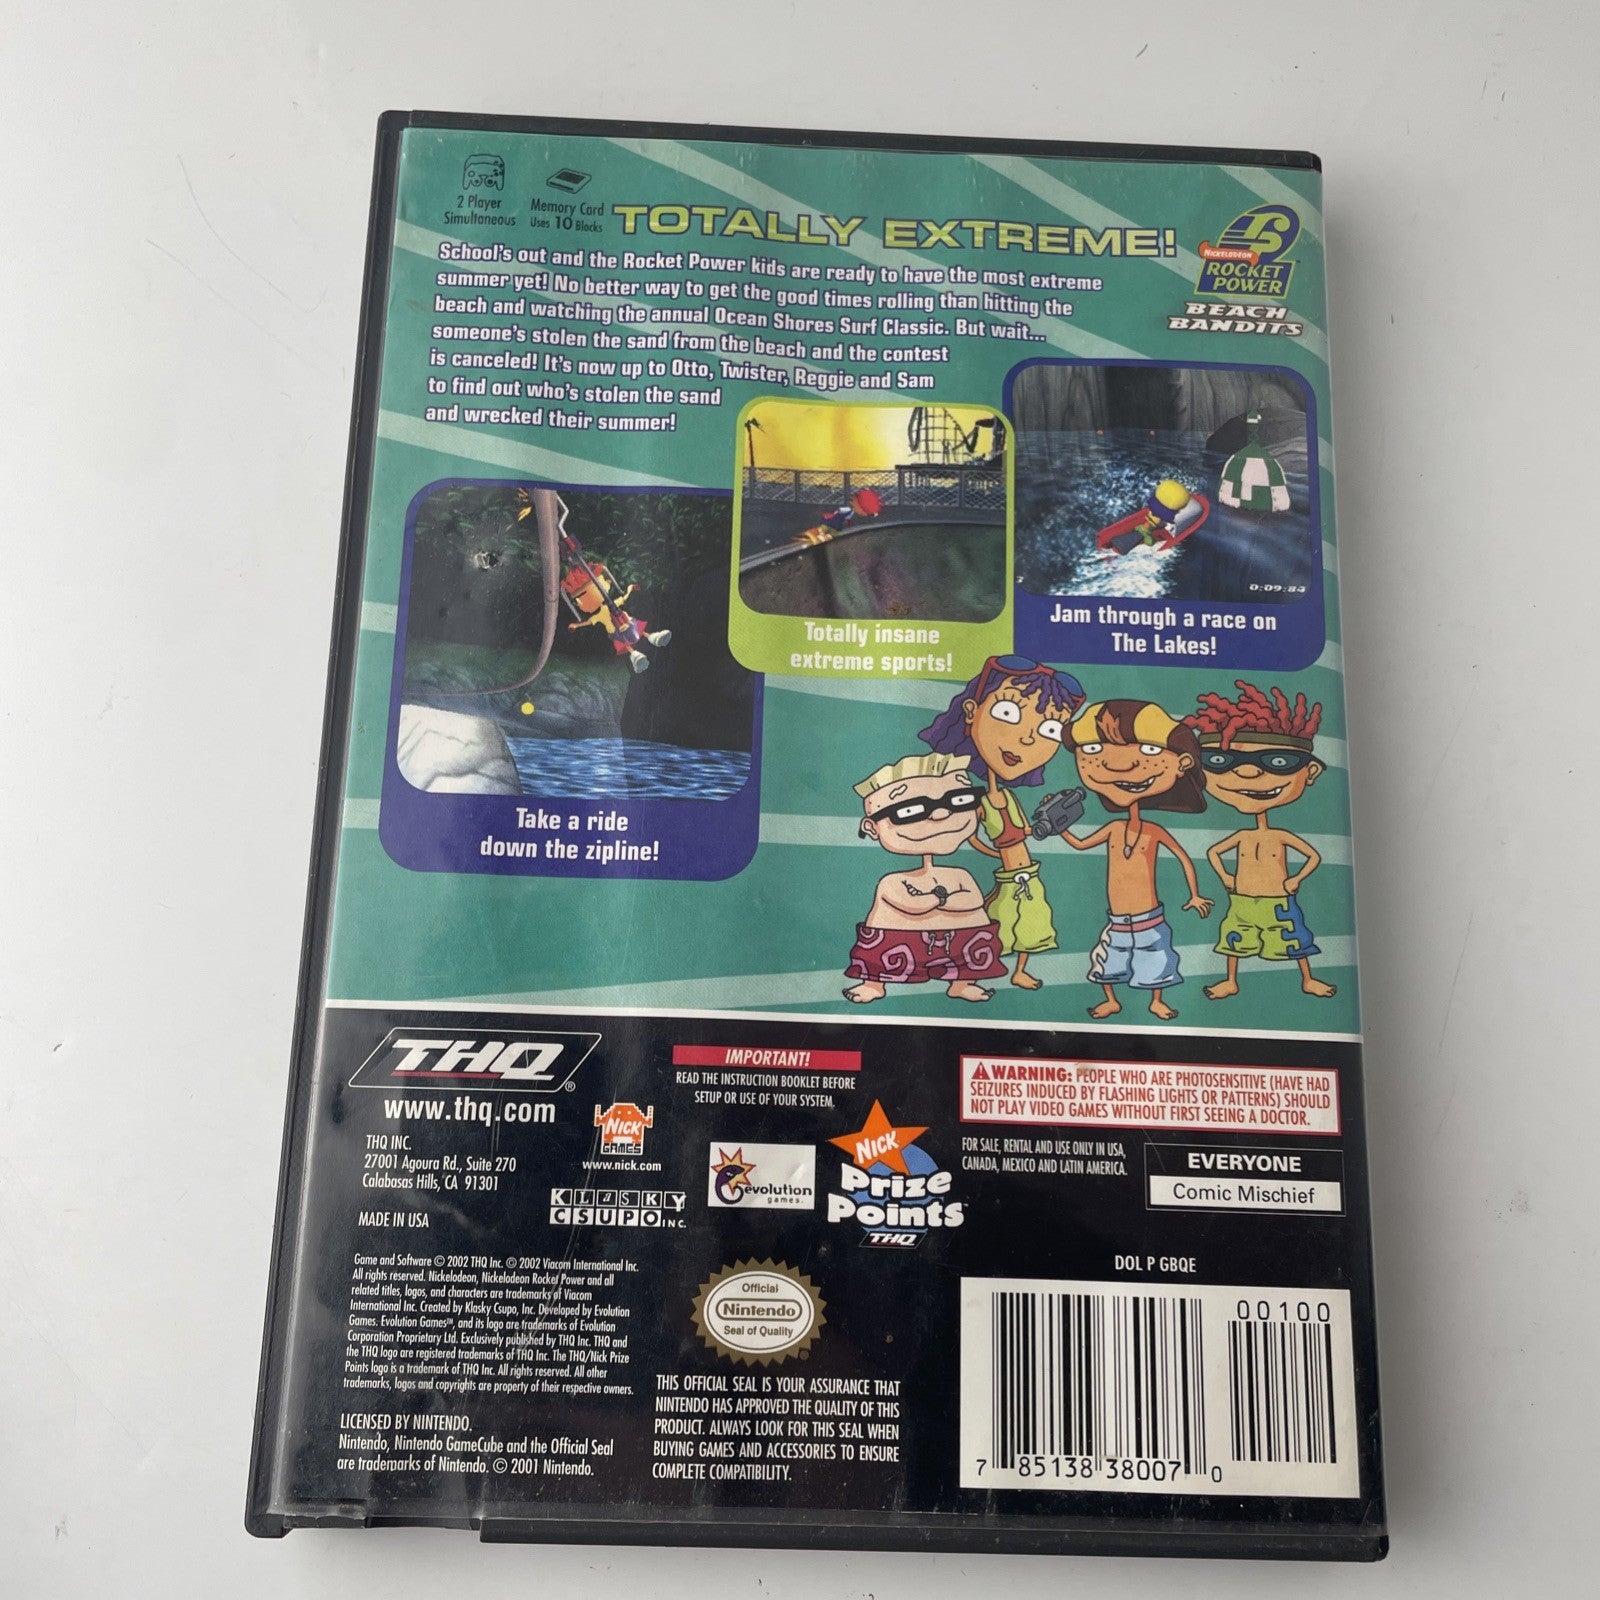 2 Player
Simultaneous
Memory Card
Uses 10 Blocks
TOTALLY EXTREME!
NICKELODEON
ROCKET
POWER
BEACH
BANDITS
School's out and the Rocket Power kids are ready to have the most extreme
summer yet! No better way to get the good times rolling than hitting the
beach and watching the annual Ocean Shores Surf Classic. But wait...
someone's stolen the sand from the beach and the contest
is canceled! It's now up to Otto, Twister, Reggie and Sam
to find out who's stolen the sand
and wrecked their summer!
0:09:84
Totally insane
extreme sports!
Jam through a race on
The Lakes!
Take a ride
down the zipline!
THQ®
www.thq.com
THQ INC.
27001 Agoura Rd., Suite 270
Calabasas Hills, CA 91301
MADE IN USA
NICK
GAMES
www.nick.com
KLASKY
CSUPO INC.
IMPORTANT!
READ THE INSTRUCTION BOOKLET BEFORE
SETUP OR USE OF YOUR SYSTEM.
evolution
games.
NICK
Prize
Points
THQ
WARNING: PEOPLE WHO ARE PHOTOSENSITIVE (HAVE HAD
SEIZURES INDUCED BY FLASHING LIGHTS OR PATTERNS) SHOULD
NOT PLAY VIDEO GAMES WITHOUT FIRST SEEING A DOCTOR.
FOR SALE, RENTAL AND USE ONLY IN USA,
CANADA, MEXICO AND LATIN AMERICA.
EVERYONE
Comic Mischief
DOL P GBQE
Game and Software © 2002 THQ Inc. © 2002 Viacom International Inc.
All rights reserved. Nickelodeon, Nickelodeon Rocket Power and all
related titles, logos, and characters are trademarks of Viacom
International Inc. Created by Klasky Csupo, Inc. Developed by Evolution
Games. Evolution Games™, and its logo are trademarks of Evolution
Corporation Proprietary Ltd. Exclusively published by THQ Inc. THQ and
the THQ logo are registered trademarks of THQ Inc. The THQ/Nick Prize
Points logo is a trademark of THQ Inc. All rights reserved. All other
trademarks, logos and copyrights are property of their respective owners.
LICENSED BY NINTENDO.
Nintendo, Nintendo GameCube and the Official Seal
are trademarks of Nintendo. © 2001 Nintendo.
Official
Nintendo
Seal of Quality
THIS OFFICIAL SEAL IS YOUR ASSURANCE THAT
NINTENDO HAS APPROVED THE QUALITY OF THIS
PRODUCT. ALWAYS LOOK FOR THIS SEAL WHEN
BUYING GAMES AND ACCESSORIES TO ENSURE
COMPLETE COMPATIBILITY.
00100
7 85138 38007 0